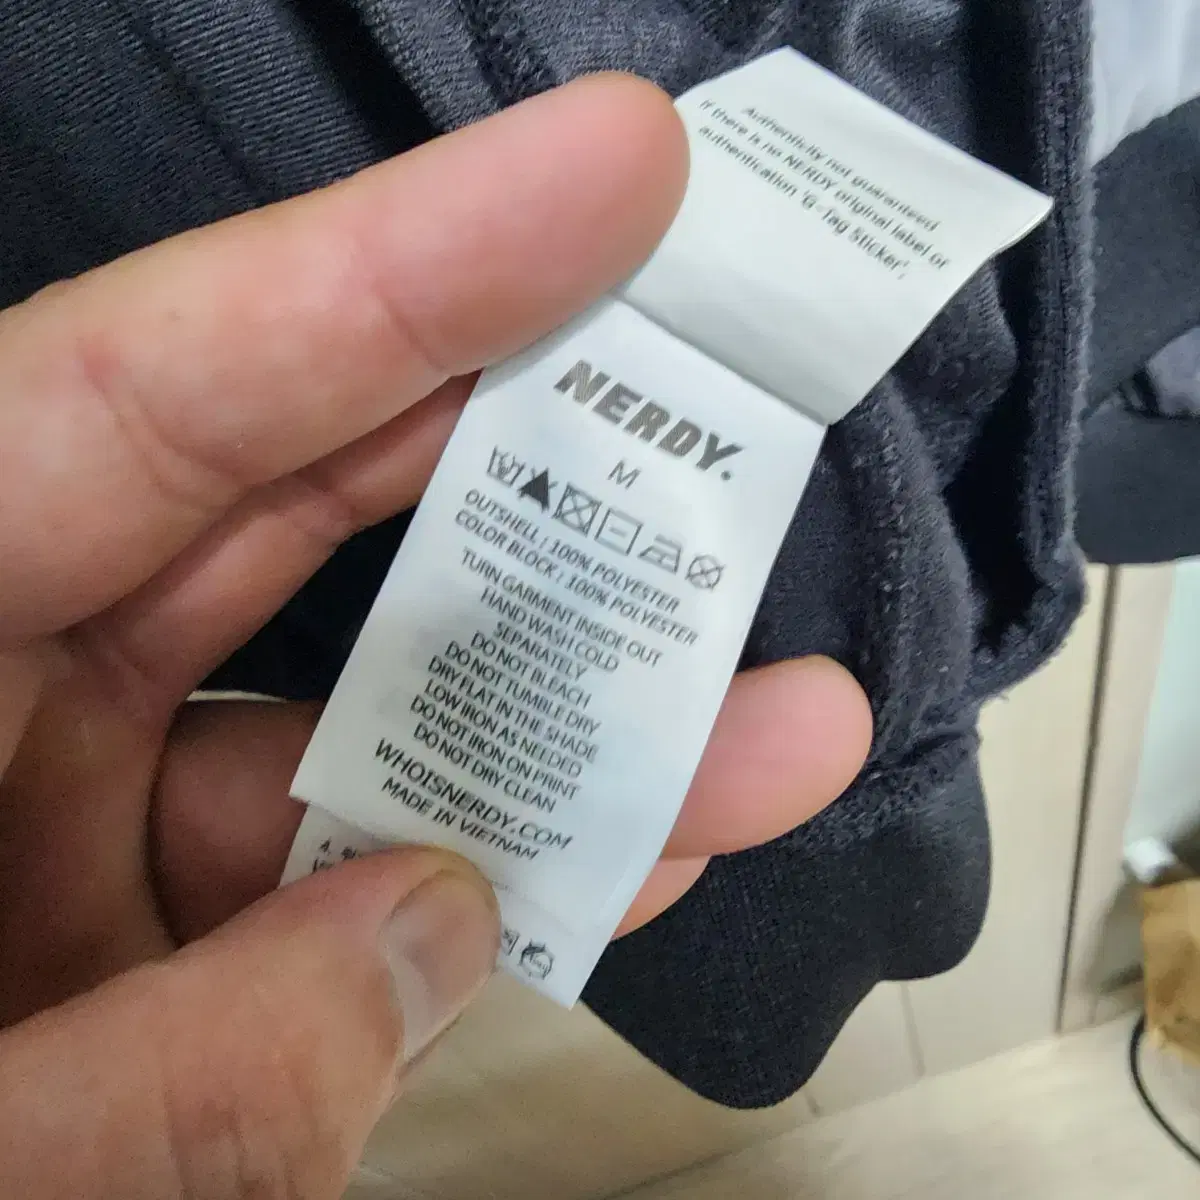 Authenticity not guaranteed
if there is no NERDY original label or
authentication 'G-Tag Sticker'.
NERDY.
M
OUTSHELL / 100% POLYESTER
COLOR BLOCK / 100% POLYESTER
TURN GARMENT INSIDE OUT
HAND WASH COLD
SEPARATELY
DO NOT BLEACH
DO NOT TUMBLE DRY
DRY FLAT IN THE SHADE
LOW IRON AS NEEDED
DO NOT IRON ON PRINT
DO NOT DRY CLEAN
WHOISNERDY.COM
MADE IN VIETNAM
4.